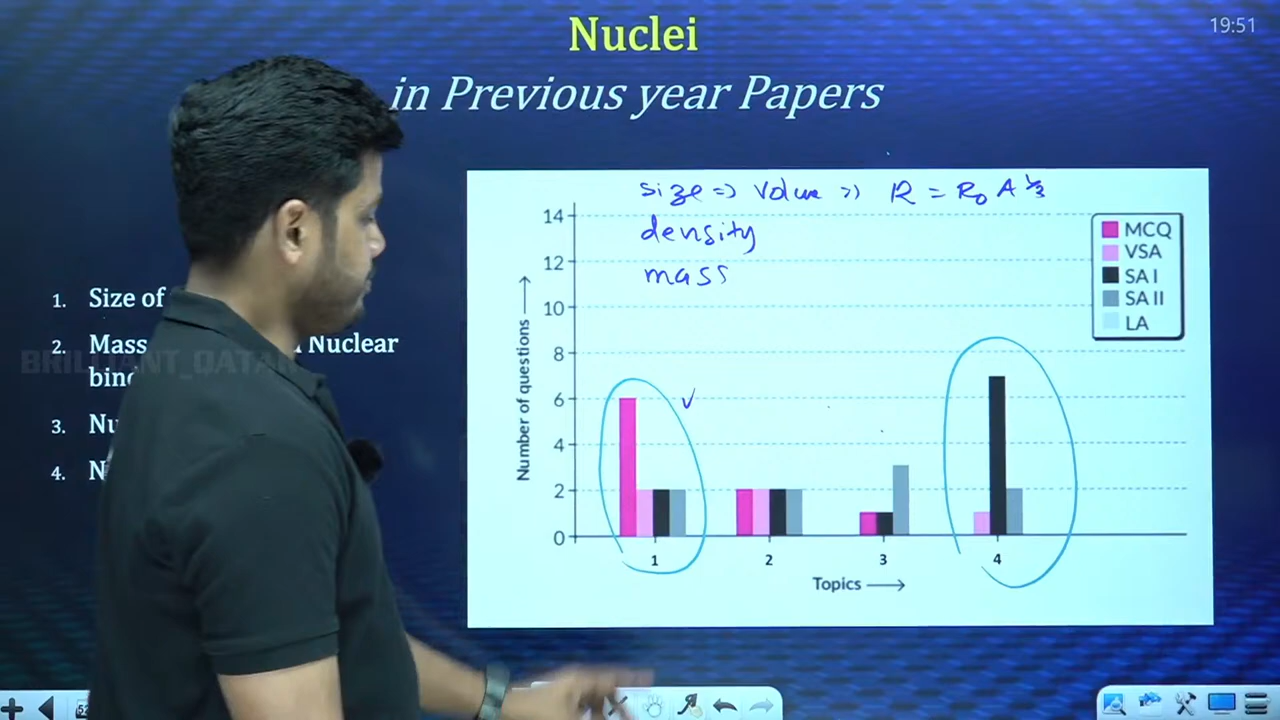 Nuclei
19:51
in Previous year Papers
size => Volume => R = R₀ A^1/3
density
mass
1. Size of
2. Mass Nuclear
3.
4.
BRILLIANT_QATAR
Number of questions
14
12
10
8
6
4
2
0
MCQ
VSA
SA I
SA II
LA
1 2 3 4
Topics